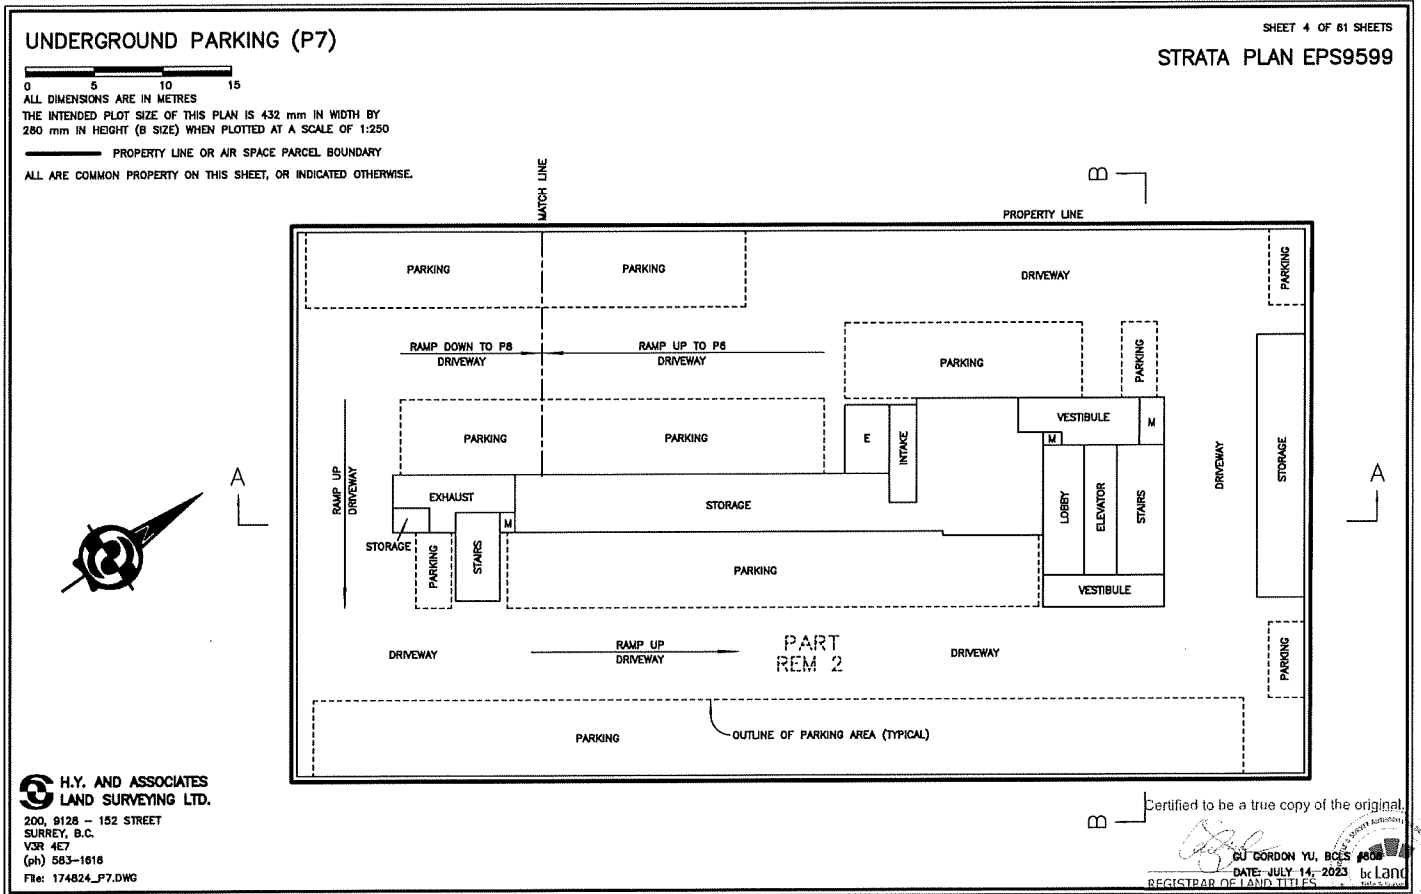 SHEET 4 OF 61 SHEETS
UNDERGROUND PARKING (P7)
STRATA PLAN EPS9599
0 5 10 15
ALL DIMENSIONS ARE IN METRES
THE INTENDED PLOT SIZE OF THIS PLAN IS 432 mm IN WIDTH BY
280 mm IN HEIGHT (B SIZE) WHEN PLOTTED AT A SCALE OF 1:250
PROPERTY LINE OR AIR SPACE PARCEL BOUNDARY
ALL ARE COMMON PROPERTY ON THIS SHEET, OR INDICATED OTHERWISE.
MATCH LINE
B
PROPERTY LINE
PARKING
PARKING
DRIVEWAY
PARKING
RAMP DOWN TO P8
DRIVEWAY
RAMP UP TO P6
DRIVEWAY
PARKING
PARKING
VESTIBULE
M
M
PARKING
PARKING
E
INTAKE
STORAGE
DRIVEWAY
A
RAMP UP
DRIVEWAY
A
EXHAUST
STORAGE
LOBBY
ELEVATOR
STAIRS
M
STORAGE
PARKING
STAIRS
PARKING
VESTIBULE
DRIVEWAY
RAMP UP
DRIVEWAY
PART
REM 2
DRIVEWAY
PARKING
PARKING
OUTLINE OF PARKING AREA (TYPICAL)
H.Y. AND ASSOCIATES
LAND SURVEYING LTD.
200, 9128 – 152 STREET
SURREY, B.C.
V3R 4E7
(ph) 583–1616
File: 174824_P7.DWG
B
Certified to be a true copy of the original.
GU GORDON YU, BCLS #808
DATE: JULY 14, 2023
REGISTRAR OF LAND TITLES
bc Land